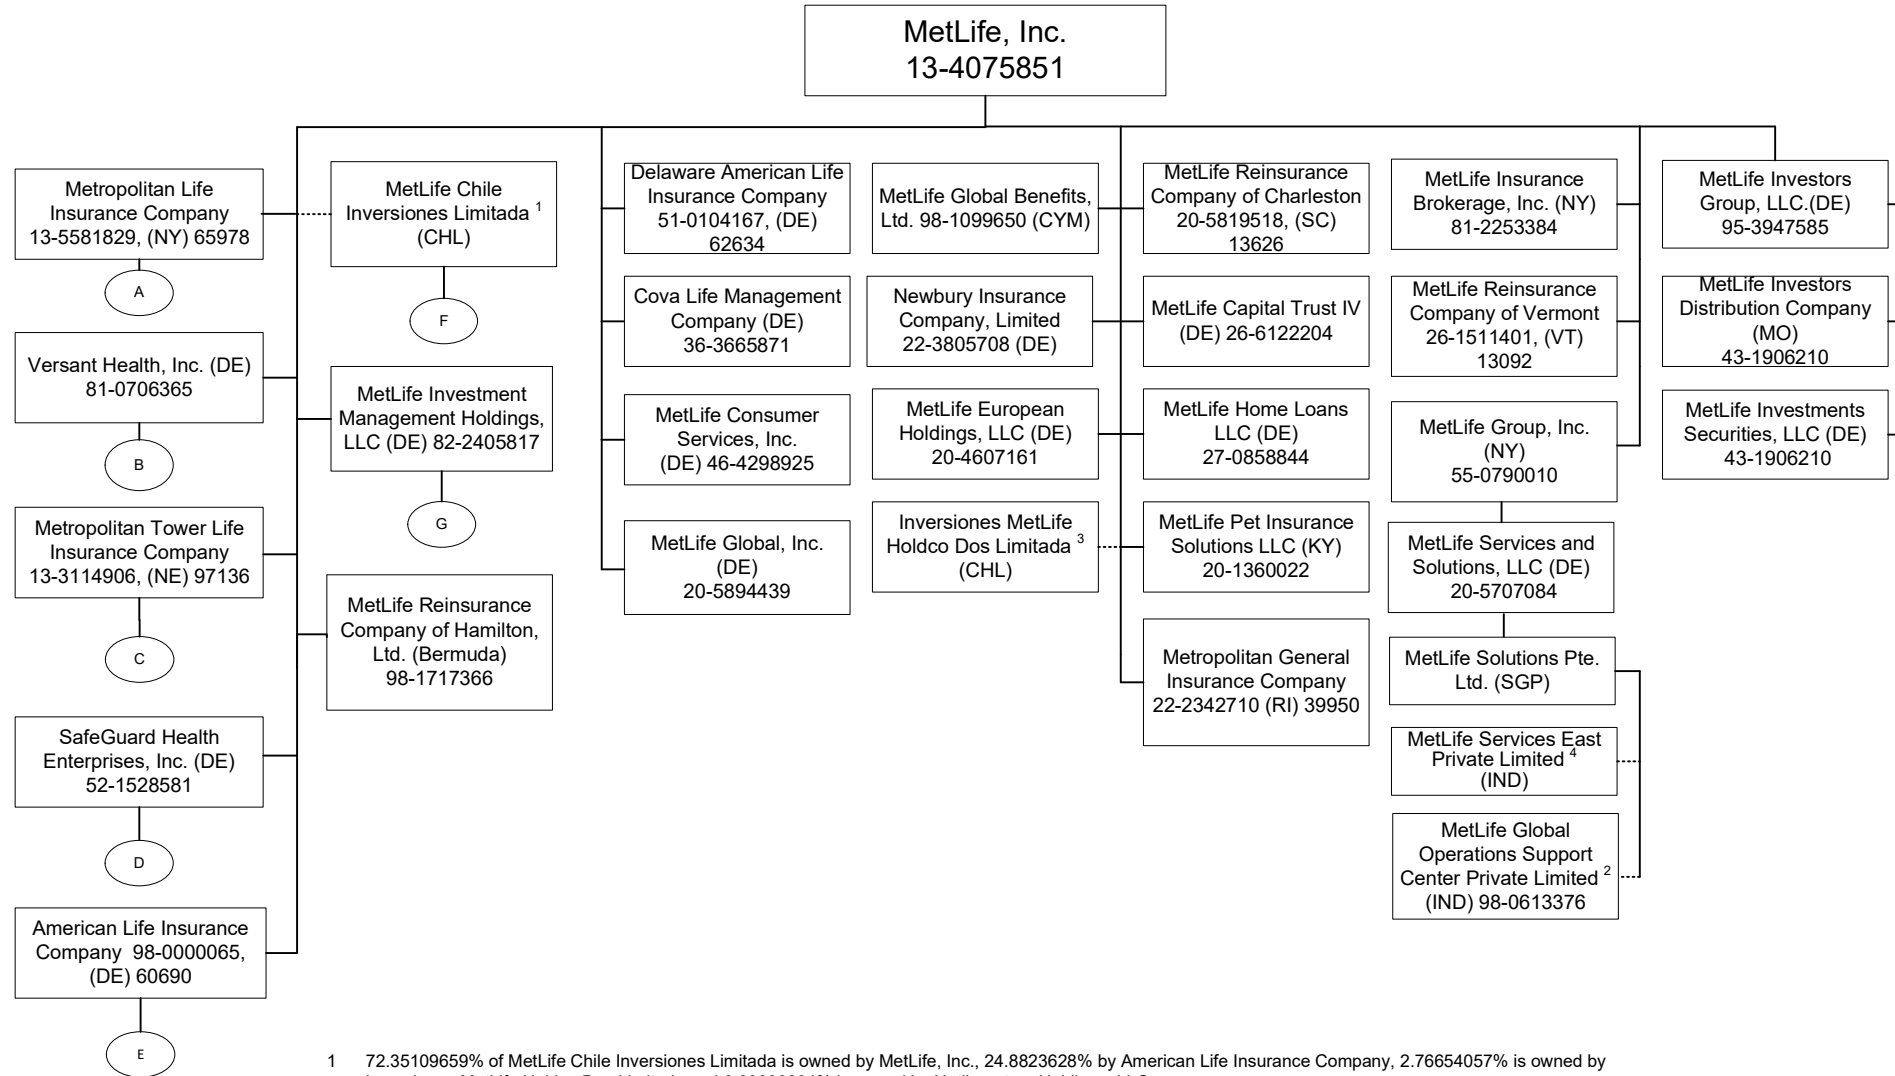 MetLife, Inc.
13-4075851
Metropolitan Life
Insurance Company
13-5581829, (NY) 65978
A
Versant Health, Inc. (DE)
81-0706365
B
Metropolitan Tower Life
Insurance Company
13-3114906, (NE) 97136
C
SafeGuard Health
Enterprises, Inc. (DE)
52-1528581
D
American Life Insurance
Company 98-0000065,
(DE) 60690
E
MetLife Chile
Inversiones Limitada 1
(CHL)
F
MetLife Investment
Management Holdings,
LLC (DE) 82-2405817
G
MetLife Reinsurance
Company of Hamilton,
Ltd. (Bermuda)
98-1717366
Delaware American Life
Insurance Company
51-0104167, (DE)
62634
Cova Life Management
Company (DE)
36-3665871
MetLife Consumer
Services, Inc.
(DE) 46-4298925
MetLife Global, Inc.
(DE)
20-5894439
MetLife Global Benefits,
Ltd. 98-1099650 (CYM)
Newbury Insurance
Company, Limited
22-3805708 (DE)
MetLife European
Holdings, LLC (DE)
20-4607161
Inversiones MetLife
Holdco Dos Limitada 3
(CHL)
MetLife Reinsurance
Company of Charleston
20-5819518, (SC)
13626
MetLife Capital Trust IV
(DE) 26-6122204
MetLife Home Loans
LLC (DE)
27-0858844
MetLife Pet Insurance
Solutions LLC (KY)
20-1360022
Metropolitan General
Insurance Company
22-2342710 (RI) 39950
MetLife Insurance
Brokerage, Inc. (NY)
81-2253384
MetLife Reinsurance
Company of Vermont
26-1511401, (VT)
13092
MetLife Group, Inc.
(NY)
55-0790010
MetLife Services and
Solutions, LLC (DE)
20-5707084
MetLife Solutions Pte.
Ltd. (SGP)
MetLife Services East
Private Limited 4
(IND)
MetLife Global
Operations Support
Center Private Limited 2
(IND) 98-0613376
MetLife Investors
Group, LLC.(DE)
95-3947585
MetLife Investors
Distribution Company
(MO)
43-1906210
MetLife Investments
Securities, LLC (DE)
43-1906210
1 72.35109659% of MetLife Chile Inversiones Limitada is owned by MetLife, Inc., 24.8823628% by American Life Insurance Company, 2.76654057% is owned by